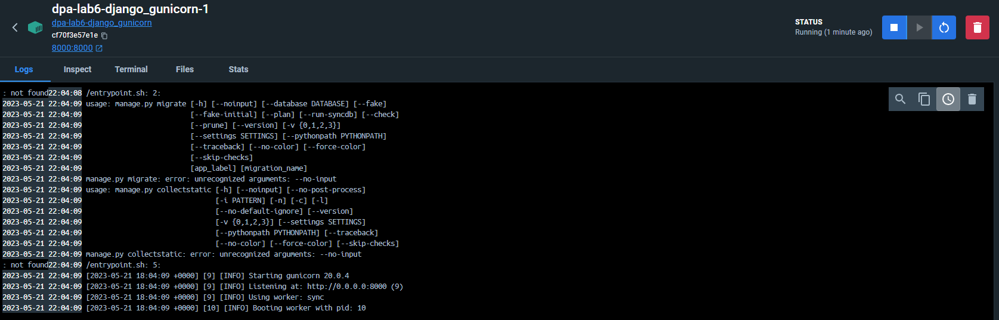 dpa-lab6-django_gunicorn-1
dpa-lab6-django_gunicorn
cf70f3e57e1e
8000:8000
STATUS
Running (1 minute ago)
Logs Inspect Terminal Files Stats
: not found22:04:08 /entrypoint.sh: 2:
2023-05-21 22:04:09 usage: manage.py migrate [-h] [--noinput] [--database DATABASE] [--fake]
2023-05-21 22:04:09 [--fake-initial] [--plan] [--run-syncdb] [--check]
2023-05-21 22:04:09 [--prune] [--version] [-v {0,1,2,3}]
2023-05-21 22:04:09 [--settings SETTINGS] [--pythonpath PYTHONPATH]
2023-05-21 22:04:09 [--traceback] [--no-color] [--force-color]
2023-05-21 22:04:09 [--skip-checks]
2023-05-21 22:04:09 [app_label] [migration_name]
2023-05-21 22:04:09 manage.py migrate: error: unrecognized arguments: --no-input
2023-05-21 22:04:09 usage: manage.py collectstatic [-h] [--noinput] [--no-post-process]
2023-05-21 22:04:09 [-i PATTERN] [-n] [-c] [-l]
2023-05-21 22:04:09 [--no-default-ignore] [--version]
2023-05-21 22:04:09 [-v {0,1,2,3}] [--settings SETTINGS]
2023-05-21 22:04:09 [--pythonpath PYTHONPATH] [--traceback]
2023-05-21 22:04:09 [--no-color] [--force-color] [--skip-checks]
2023-05-21 22:04:09 manage.py collectstatic: error: unrecognized arguments: --no-input
: not found22:04:09 /entrypoint.sh: 5:
2023-05-21 22:04:09 [2023-05-21 18:04:09 +0000] [9] [INFO] Starting gunicorn 20.0.4
2023-05-21 22:04:09 [2023-05-21 18:04:09 +0000] [9] [INFO] Listening at: http://0.0.0.0:8000 (9)
2023-05-21 22:04:09 [2023-05-21 18:04:09 +0000] [9] [INFO] Using worker: sync
2023-05-21 22:04:09 [2023-05-21 18:04:09 +0000] [10] [INFO] Booting worker with pid: 10